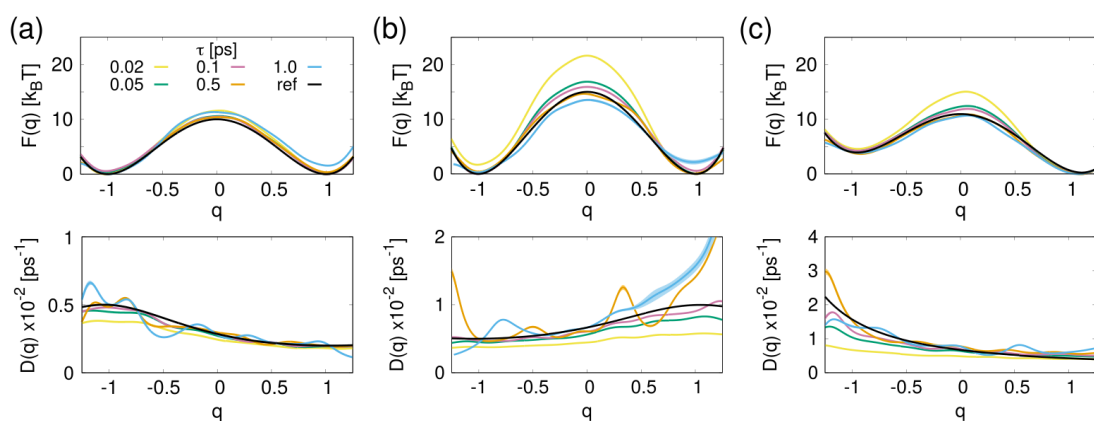 (a) (b) (c)
τ [ps]
0.02 0.1 1.0
0.05 0.5 ref
F(q) [kBT] F(q) [kBT] F(q) [kBT]
20 20 20
10 10 10
0 0 0
-1 -0.5 0 0.5 1 -1 -0.5 0 0.5 1 -1 -0.5 0 0.5 1
q q q
D(q) x10⁻² [ps⁻¹] D(q) x10⁻² [ps⁻¹] D(q) x10⁻² [ps⁻¹]
1 2 4
3
0.5 1 2
1
0 0 0
-1 -0.5 0 0.5 1 -1 -0.5 0 0.5 1 -1 -0.5 0 0.5 1
q q q